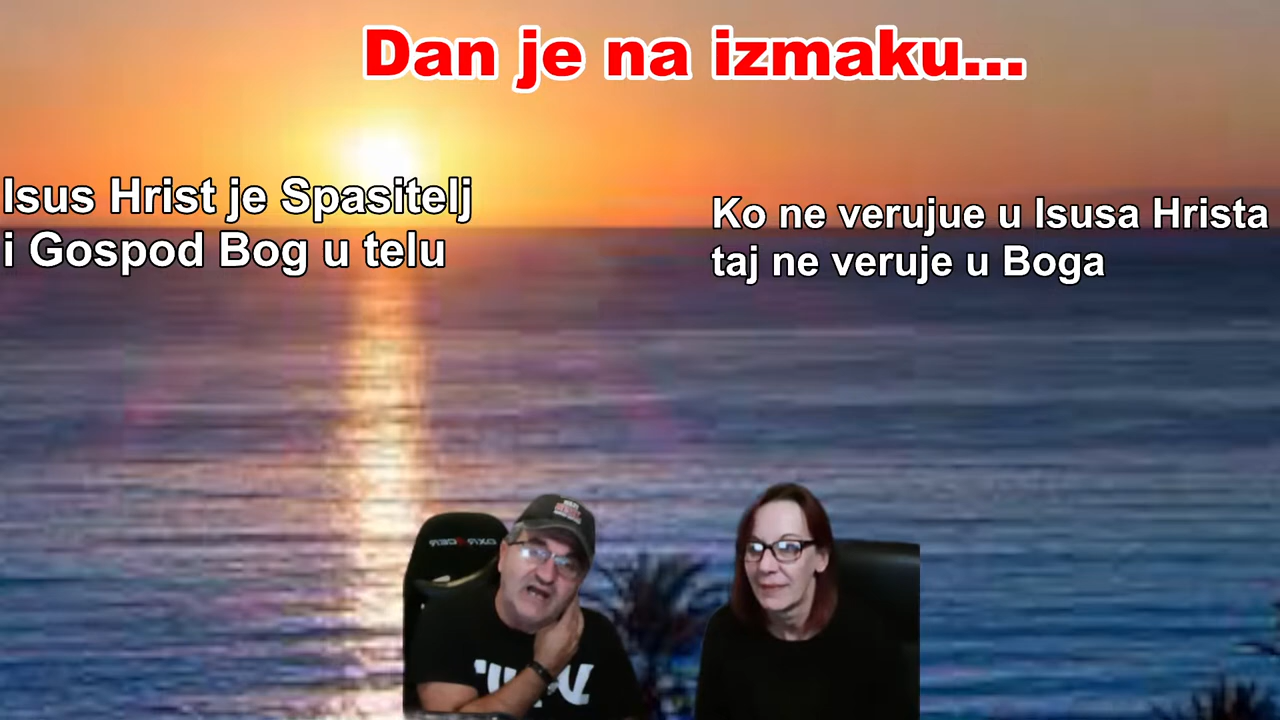 Dan je na izmaku...
Isus Hrist je Spasitelj
i Gospod Bog u telu
Ko ne verujue u Isusa Hrista
taj ne veruje u Boga